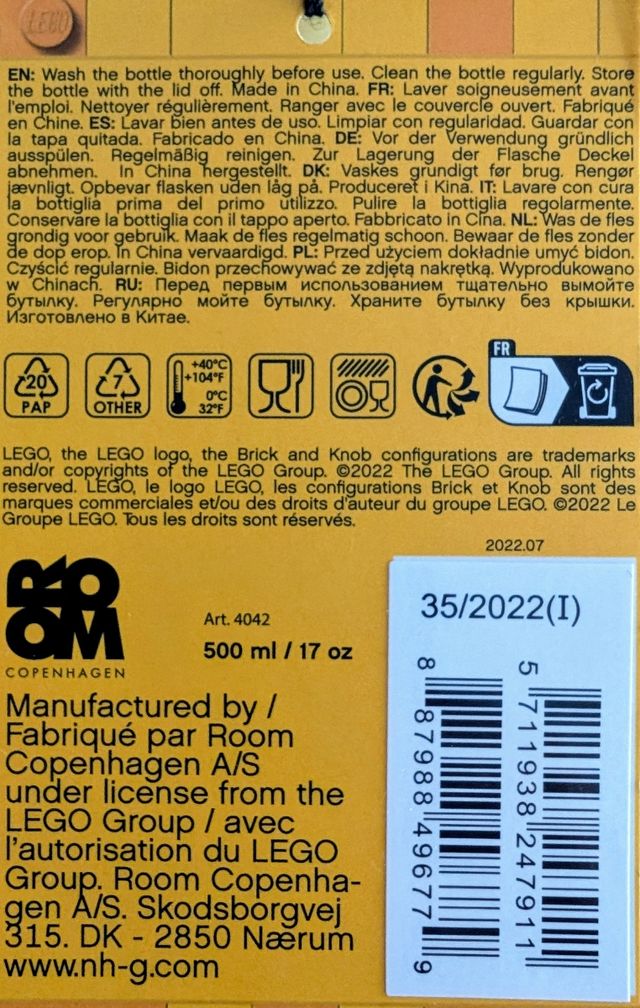 LEGO
EN: Wash the bottle thoroughly before use. Clean the bottle regularly. Store
the bottle with the lid off. Made in China. FR: Laver soigneusement avant
l'emploi. Nettoyer régulièrement. Ranger avec le couvercle ouvert. Fabriqué
en Chine. ES: Lavar bien antes de uso. Limpiar con regularidad. Guardar con
la tapa quitada. Fabricado en China. DE: Vor der Verwendung gründlich
ausspülen. Regelmäßig reinigen. Zur Lagerung der Flasche Deckel
abnehmen. In China hergestellt. DK: Vaskes grundigt før brug. Rengør
jævnligt. Opbevar flasken uden låg på. Produceret i Kina. IT: Lavare con cura
la bottiglia prima del primo utilizzo. Pulire la bottiglia regolarmente.
Conservare la bottiglia con il tappo aperto. Fabbricato in Cina. NL: Was de fles
grondig voor gebruik. Maak de fles regelmatig schoon. Bewaar de fles zonder
de dop erop. In China vervaardigd. PL: Przed użyciem dokładnie umyć bidon.
Czyścić regularnie. Bidon przechowywać ze zdjętą nakrętką. Wyprodukowano
w Chinach. RU: Перед первым использованием тщательно вымойте
бутылку. Регулярно мойте бутылку. Храните бутылку без крышки.
Изготовлено в Китае.
20
PAP
7
OTHER
+40°C
+104°F
0°C
32°F
FR
LEGO, the LEGO logo, the Brick and Knob configurations are trademarks
and/or copyrights of the LEGO Group. ©2022 The LEGO Group. All rights
reserved. LEGO, le logo LEGO, les configurations Brick et Knob sont des
marques commerciales et/ou des droits d'auteur du groupe LEGO. ©2022 Le
Groupe LEGO. Tous les droits sont réservés.
2022.07
ROOM
COPENHAGEN
Art. 4042
500 ml / 17 oz
Manufactured by /
Fabriqué par Room
Copenhagen A/S
under license from the
LEGO Group / avec
l'autorisation du LEGO
Group. Room Copenha-
gen A/S. Skodsborgvej
315. DK - 2850 Nærum
www.nh-g.com
35/2022(I)
8 87988 49677 9
5 711938 247911